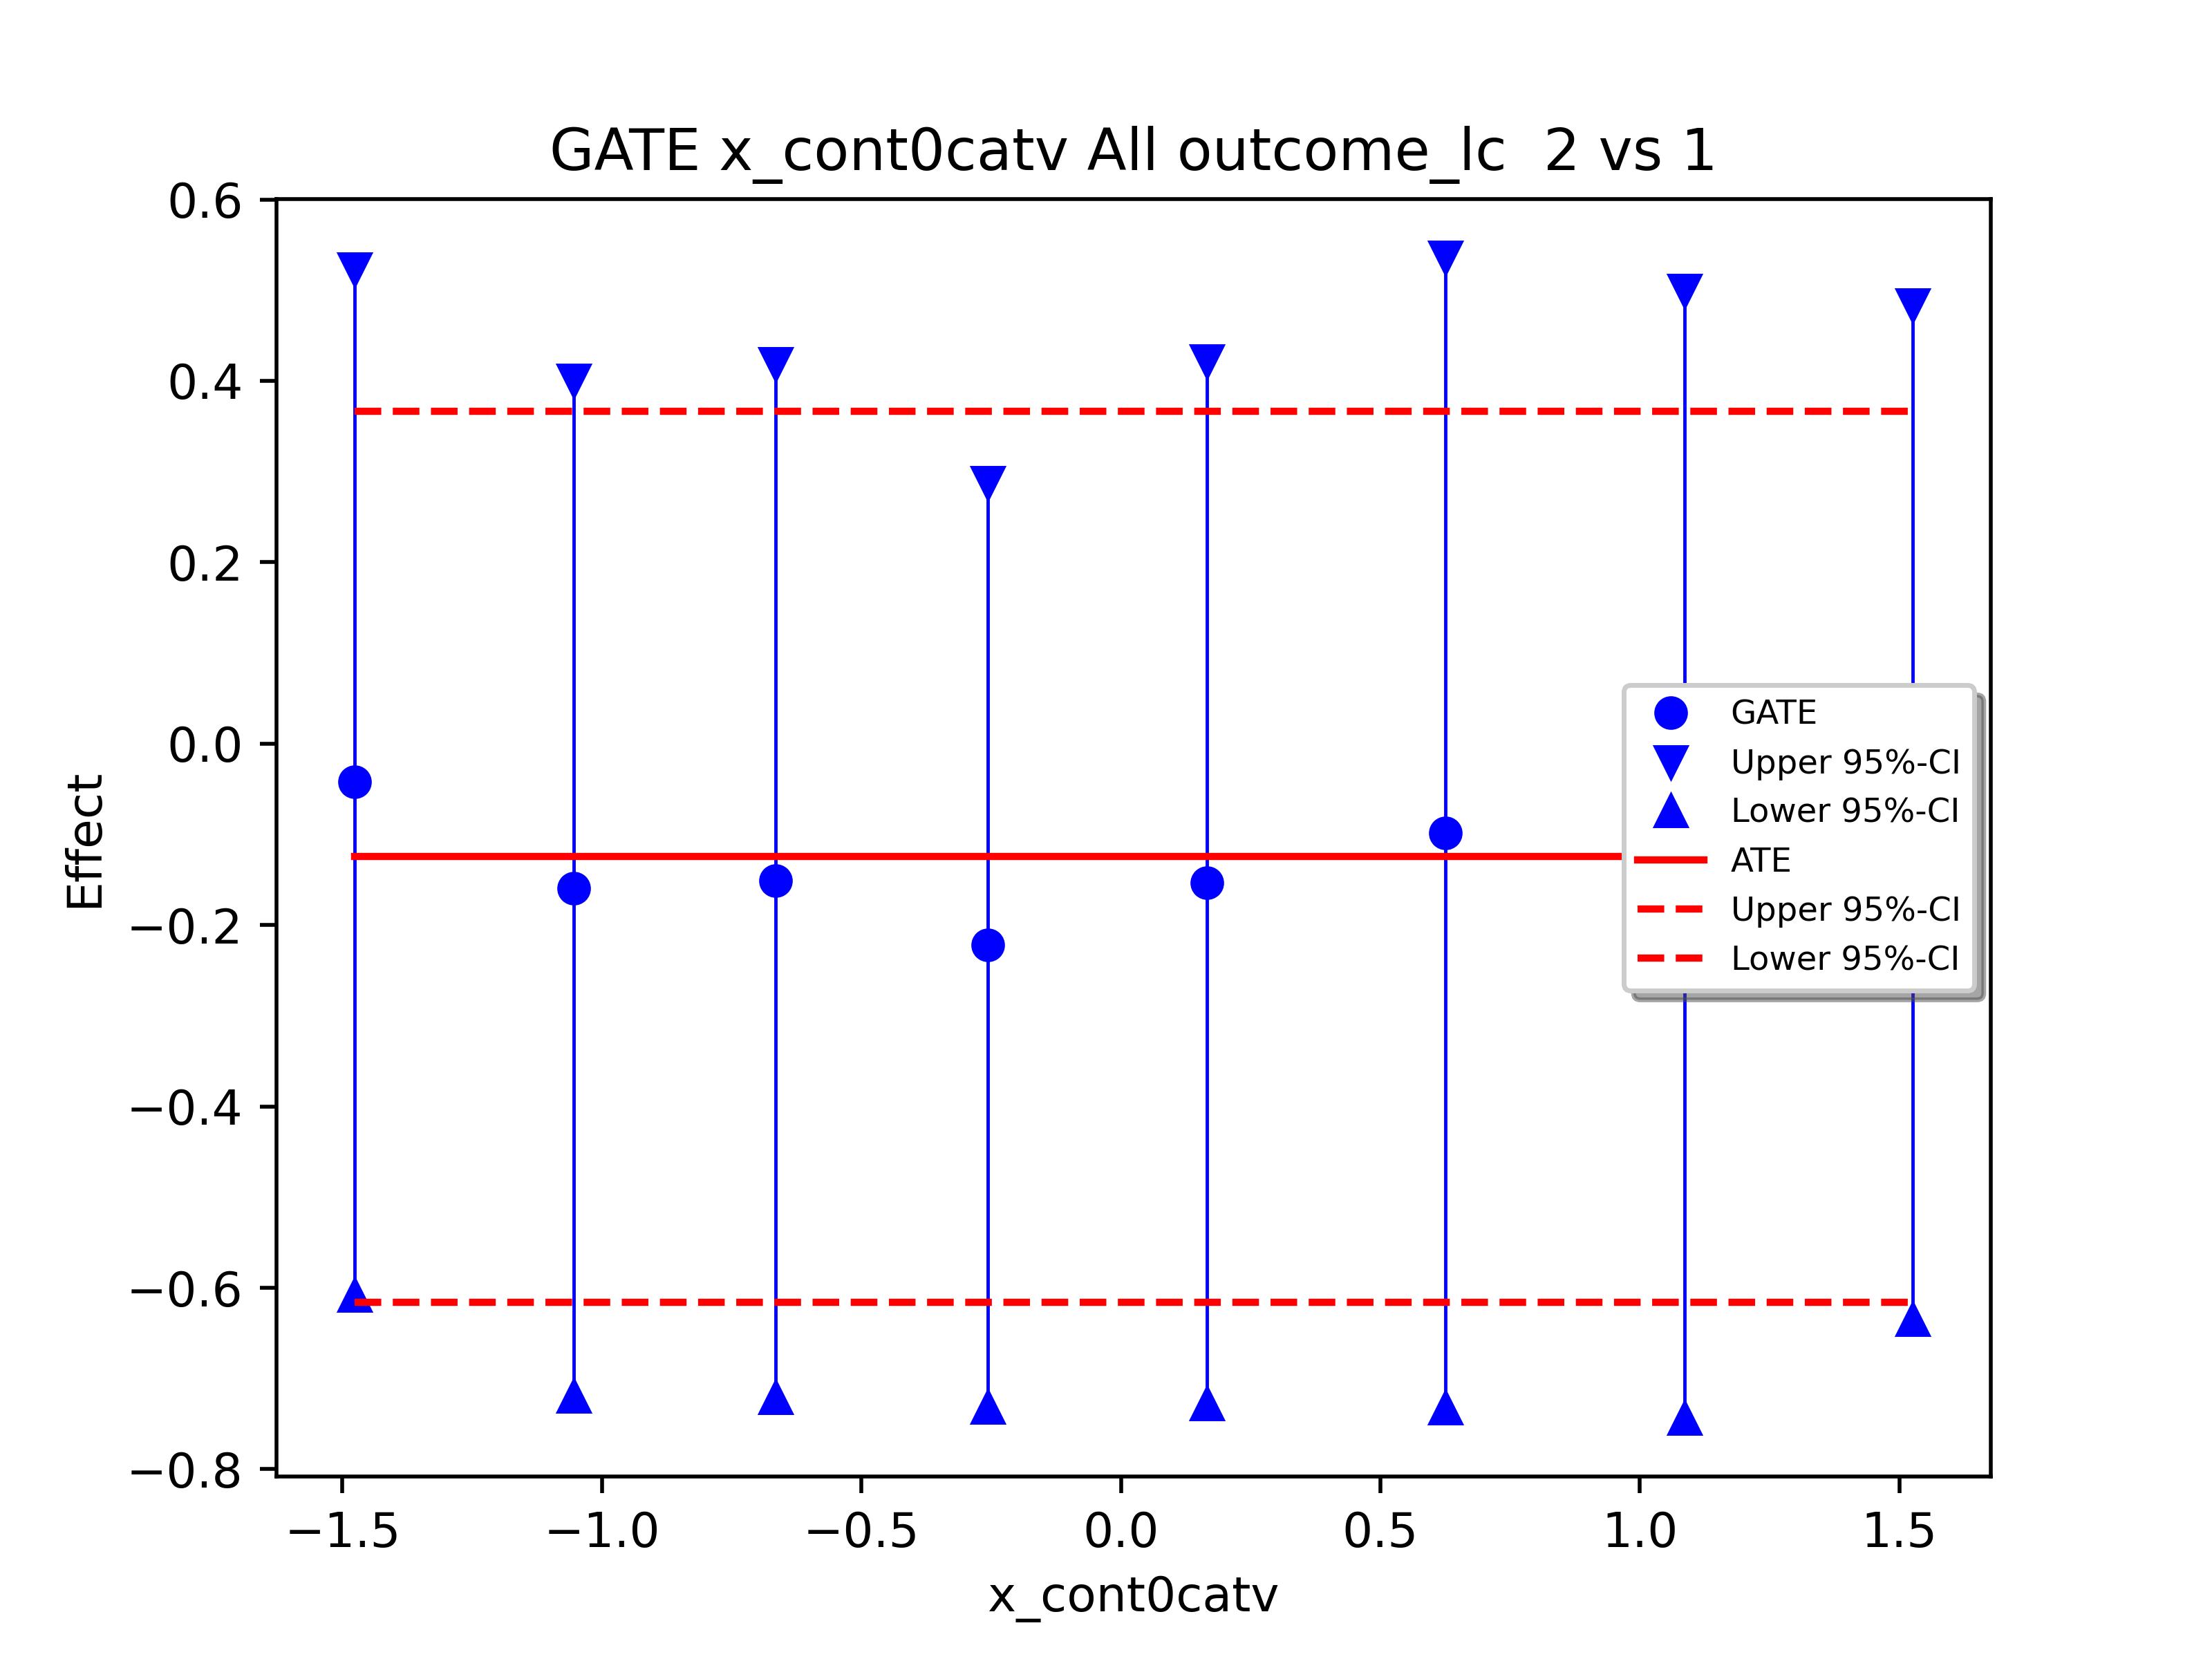 GATE x_cont0catv All outcome_lc  2 vs 1
0.6
0.4
0.2
0.0
−0.2
−0.4
−0.6
−0.8
Effect
GATE
Upper 95%-CI
Lower 95%-CI
ATE
Upper 95%-CI
Lower 95%-CI
−1.5 −1.0 −0.5 0.0 0.5 1.0 1.5
x_cont0catv